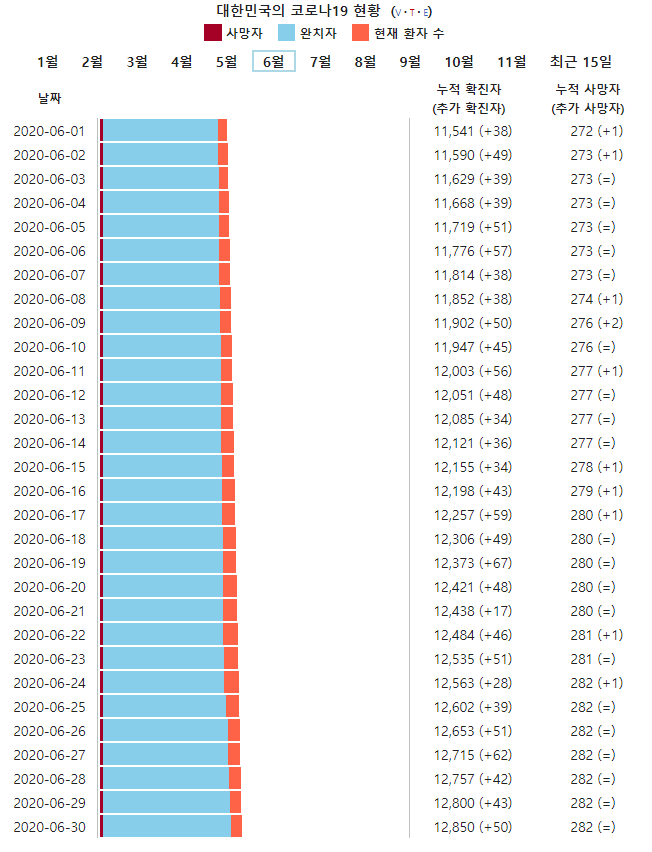 대한민국의 코로나19 현황 (V · T · E)
사망자 완치자 현재 환자 수
1월 2월 3월 4월 5월 6월 7월 8월 9월 10월 11월 최근 15일
날짜 누적 확진자 (추가 확진자) 누적 사망자 (추가 사망자)
2020-06-01 11,541 (+38) 272 (+1)
2020-06-02 11,590 (+49) 273 (+1)
2020-06-03 11,629 (+39) 273 (=)
2020-06-04 11,668 (+39) 273 (=)
2020-06-05 11,719 (+51) 273 (=)
2020-06-06 11,776 (+57) 273 (=)
2020-06-07 11,814 (+38) 273 (=)
2020-06-08 11,852 (+38) 274 (+1)
2020-06-09 11,902 (+50) 276 (+2)
2020-06-10 11,947 (+45) 276 (=)
2020-06-11 12,003 (+56) 277 (+1)
2020-06-12 12,051 (+48) 277 (=)
2020-06-13 12,085 (+34) 277 (=)
2020-06-14 12,121 (+36) 277 (=)
2020-06-15 12,155 (+34) 278 (+1)
2020-06-16 12,198 (+43) 279 (+1)
2020-06-17 12,257 (+59) 280 (+1)
2020-06-18 12,306 (+49) 280 (=)
2020-06-19 12,373 (+67) 280 (=)
2020-06-20 12,421 (+48) 280 (=)
2020-06-21 12,438 (+17) 280 (=)
2020-06-22 12,484 (+46) 281 (+1)
2020-06-23 12,535 (+51) 281 (=)
2020-06-24 12,563 (+28) 282 (+1)
2020-06-25 12,602 (+39) 282 (=)
2020-06-26 12,653 (+51) 282 (=)
2020-06-27 12,715 (+62) 282 (=)
2020-06-28 12,757 (+42) 282 (=)
2020-06-29 12,800 (+43) 282 (=)
2020-06-30 12,850 (+50) 282 (=)